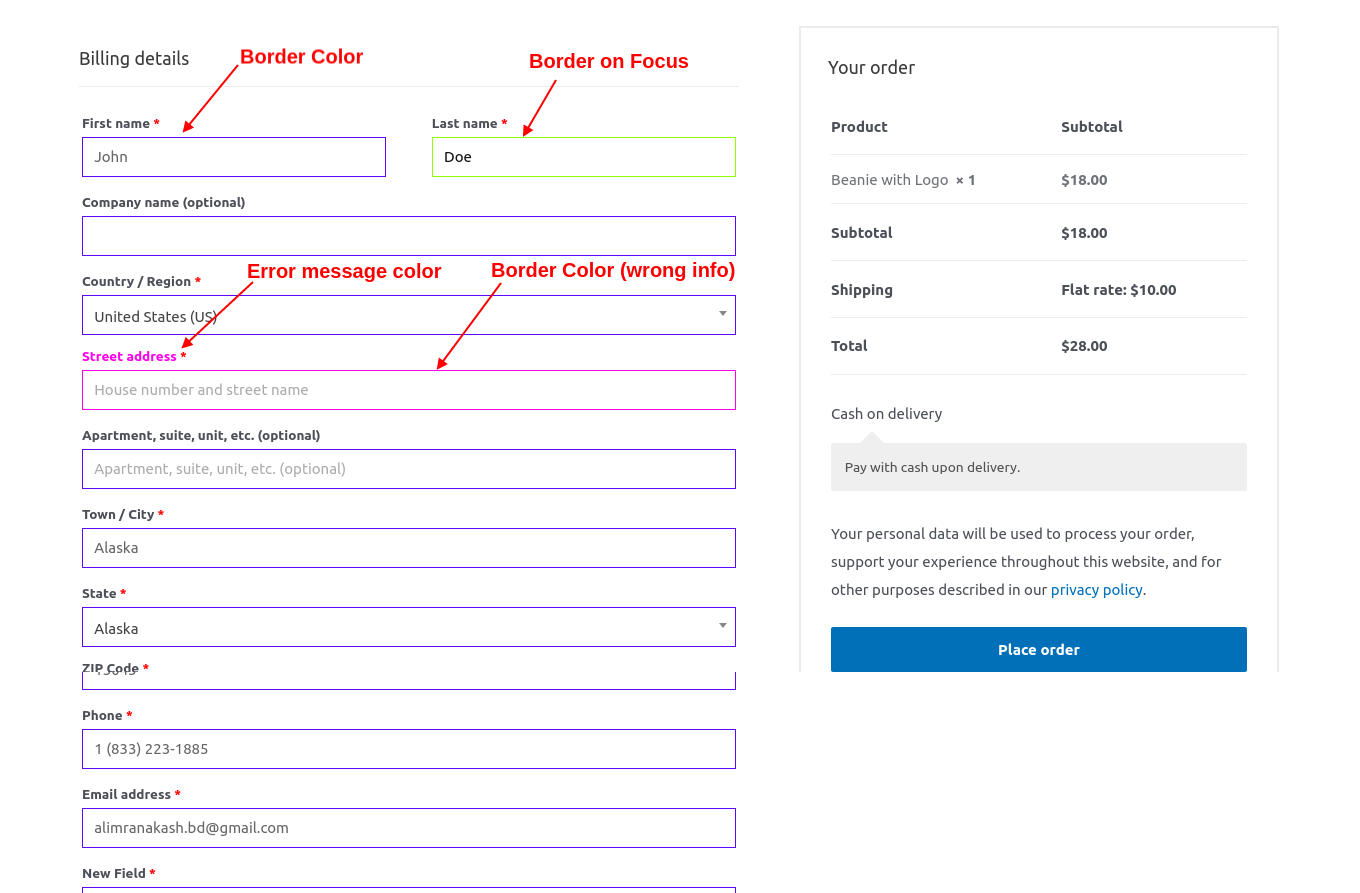 Billing details
Border Color
Border on Focus
First name *
Last name *
John
Doe
Company name (optional)
Error message color
Border Color (wrong info)
Country / Region *
United States (US)
Street address *
House number and street name
Apartment, suite, unit, etc. (optional)
Apartment, suite, unit, etc. (optional)
Town / City *
Alaska
State *
Alaska
ZIP Code *
Phone *
1 (833) 223-1885
Email address *
alimranakash.bd@gmail.com
New Field *
Your order
Product Subtotal
Beanie with Logo × 1 $18.00
Subtotal $18.00
Shipping Flat rate: $10.00
Total $28.00
Cash on delivery
Pay with cash upon delivery.
Your personal data will be used to process your order,
support your experience throughout this website, and for
other purposes described in our privacy policy.
Place order